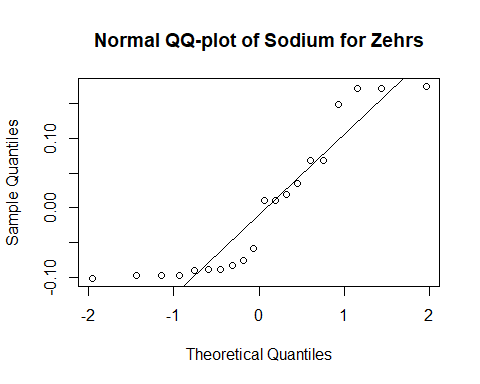 Normal QQ-plot of Sodium for Zehrs
Sample Quantiles
0.10
0.00
-0.10
-2
-1
0
1
2
Theoretical Quantiles